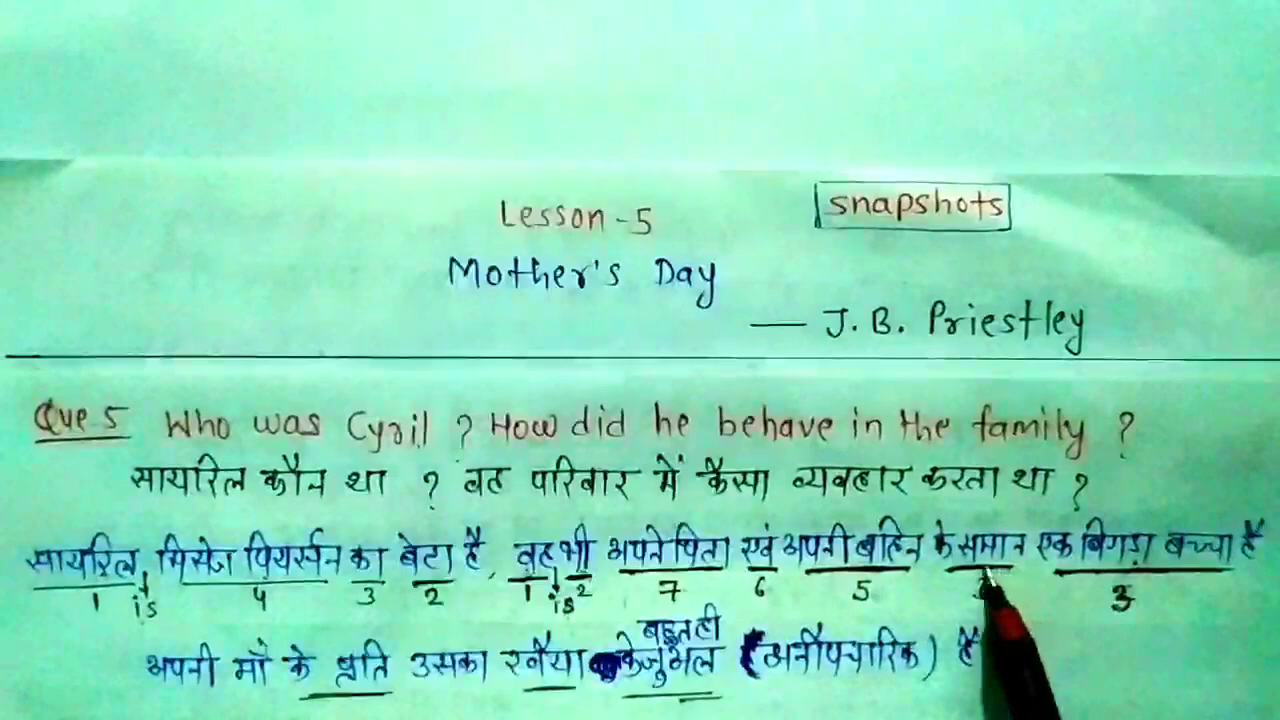 Lesson-5
snapshots
Mother's Day
— J. B. Priestley
Que 5 Who was Cyril ? How did he behave in the family ?
सायरिल कौन था ? वह परिवार में कैसा व्यवहार करता था ?
सायरिल, मिसेज पियर्सन का बेटा है, वह भी अपने पिता एवं अपनी बहिन के समान एक बिगड़ा बच्चा है
1 is 4 3 2 1 is 2 7 6 5 3
बहुत ही
अपनी माँ के प्रति उसका रवैया केजुअल (अनौपचारिक) है